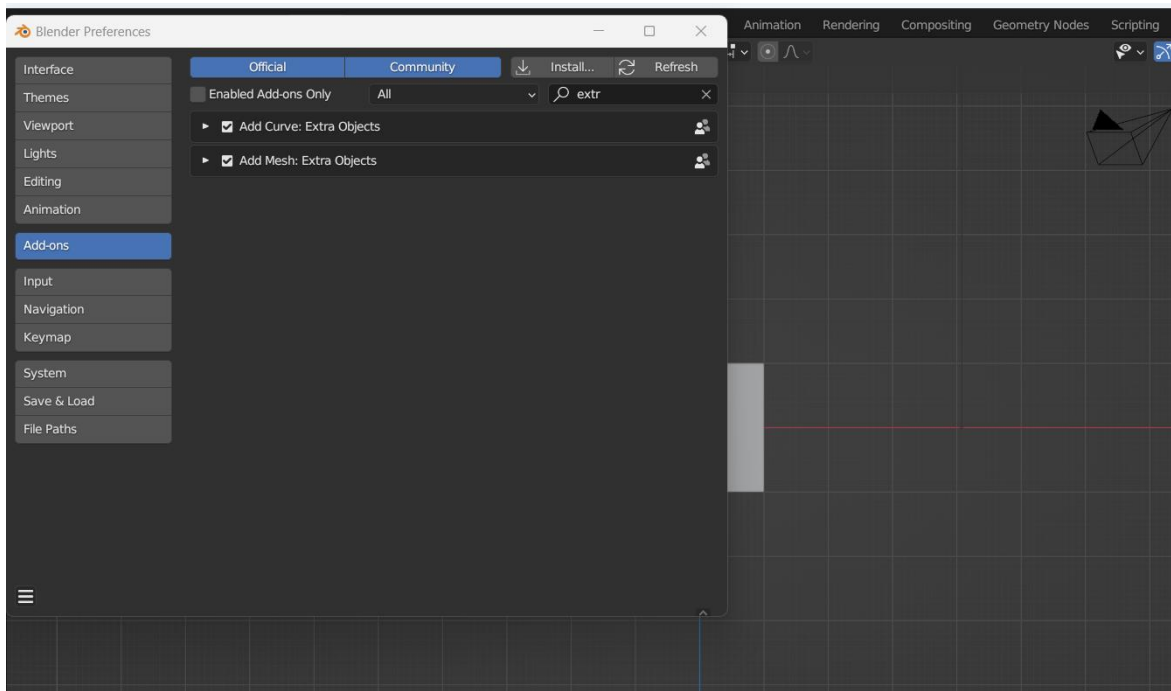 Blender Preferences
Animation Rendering Compositing Geometry Nodes Scripting
Interface
Themes
Viewport
Lights
Editing
Animation
Add-ons
Input
Navigation
Keymap
System
Save & Load
File Paths
Official Community Install... Refresh
Enabled Add-ons Only All extr
Add Curve: Extra Objects
Add Mesh: Extra Objects